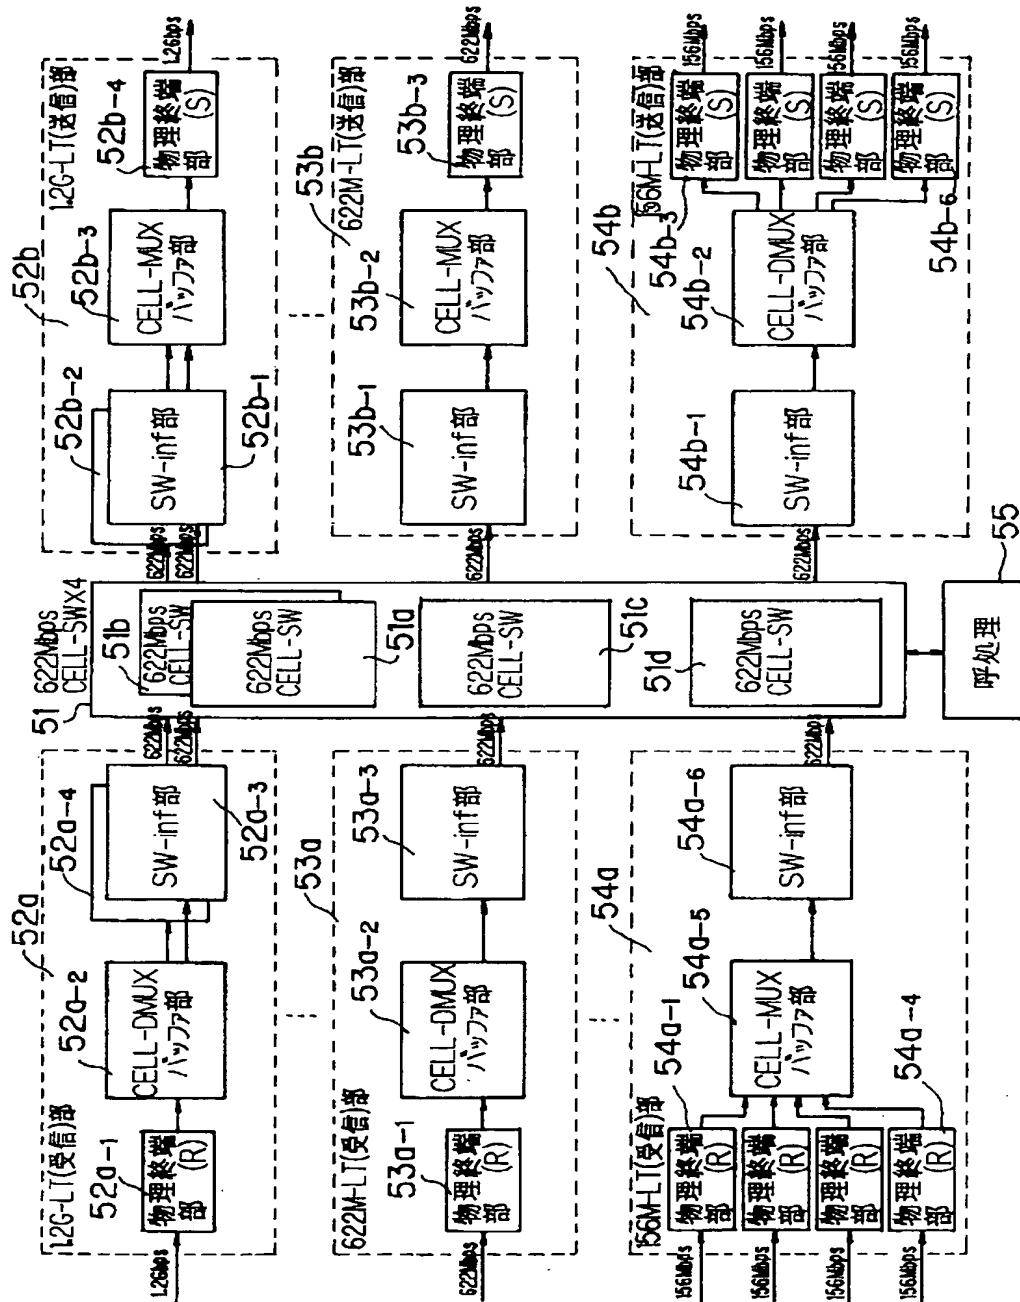 52a
1.2G-LT(受信)部
1.2Gbps
52a-1
物理終端
部 (R)
52a-2
CELL-DMUX
バッファ部
52a-4
SW-inf部
52a-3
622Mbps
622Mbps
53a
622M-LT(受信)部
622Mbps
53a-1
物理終端
部 (R)
53a-2
CELL-DMUX
バッファ部
53a-3
SW-inf部
622Mbps
54a
156M-LT(受信)部
156Mbps
156Mbps
156Mbps
156Mbps
54a-1
物理終端
部 (R)
物理終端
部 (R)
物理終端
部 (R)
物理終端
部 (R)
54a-4
54a-5
CELL-MUX
バッファ部
54a-6
SW-inf部
622Mbps
51
622Mbps
CELL-SWX4
51b
622Mbps
CELL-SW
622Mbps
CELL-SW
51a
622Mbps
CELL-SW
51c
51d
622Mbps
CELL-SW
呼処理
55
52b
1.2G-LT(送信)部
622Mbps
622Mbps
52b-2
SW-inf部
52b-1
52b-3
CELL-MUX
バッファ部
52b-4
物理終端
部 (S)
1.2Gbps
53b
622M-LT(送信)部
622Mbps
53b-1
SW-inf部
53b-2
CELL-MUX
バッファ部
53b-3
物理終端
部 (S)
622Mbps
54b
156M-LT(送信)部
622Mbps
54b-1
SW-inf部
54b-2
CELL-DMUX
バッファ部
54b-3
物理終端
部 (S)
物理終端
部 (S)
物理終端
部 (S)
物理終端
部 (S)
54b-6
156Mbps
156Mbps
156Mbps
156Mbps